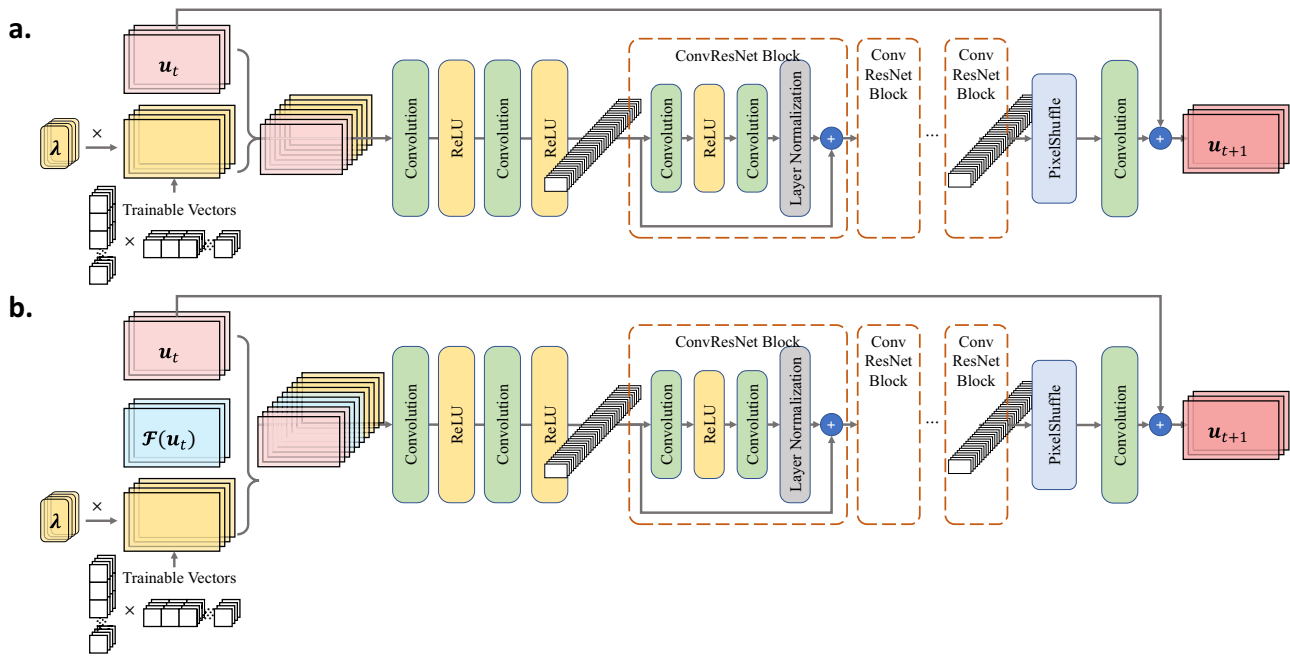 a.
u_t
λ
×
Trainable Vectors
×
Convolution
ReLU
Convolution
ReLU
ConvResNet Block
Convolution
ReLU
Convolution
Layer Normalization
+
Conv
ResNet
Block
...
Conv
ResNet
Block
PixelShuffle
Convolution
+
u_{t+1}
b.
u_t
𝓕(u_t)
λ
×
Trainable Vectors
×
Convolution
ReLU
Convolution
ReLU
ConvResNet Block
Convolution
ReLU
Convolution
Layer Normalization
+
Conv
ResNet
Block
...
Conv
ResNet
Block
PixelShuffle
Convolution
+
u_{t+1}